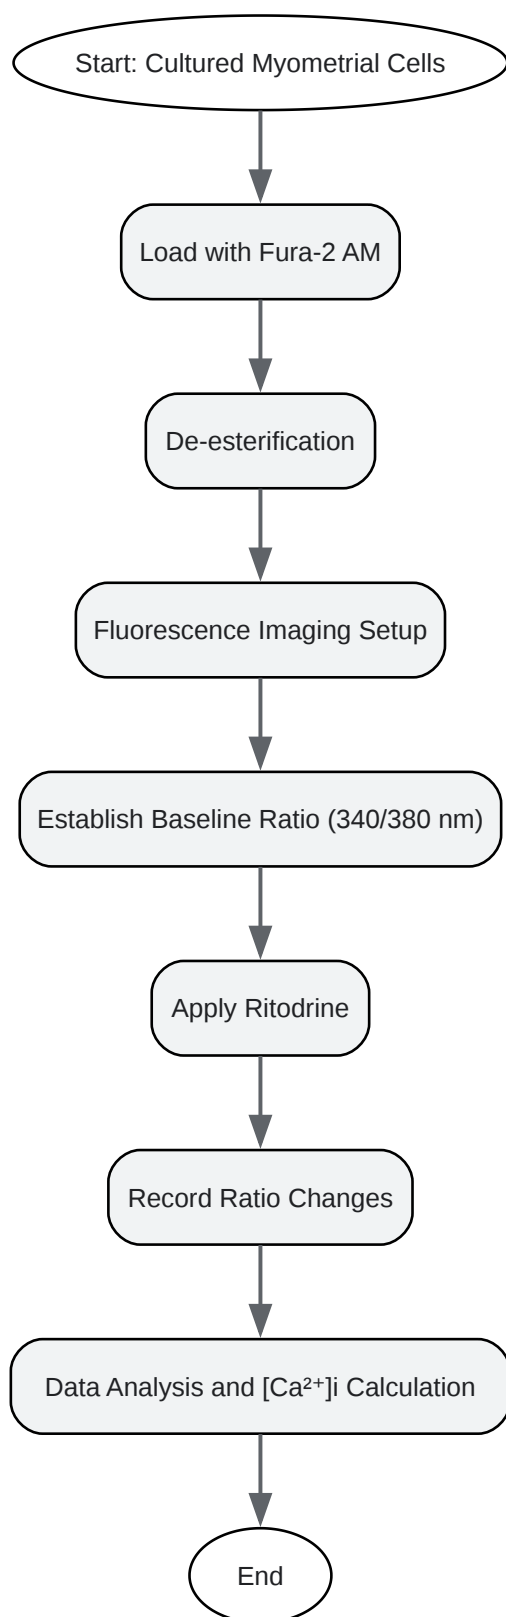 Start: Cultured Myometrial Cells
Load with Fura-2 AM
De-esterification
Fluorescence Imaging Setup
Establish Baseline Ratio (340/380 nm)
Apply Ritodrine
Record Ratio Changes
Data Analysis and [Ca²⁺]i Calculation
End